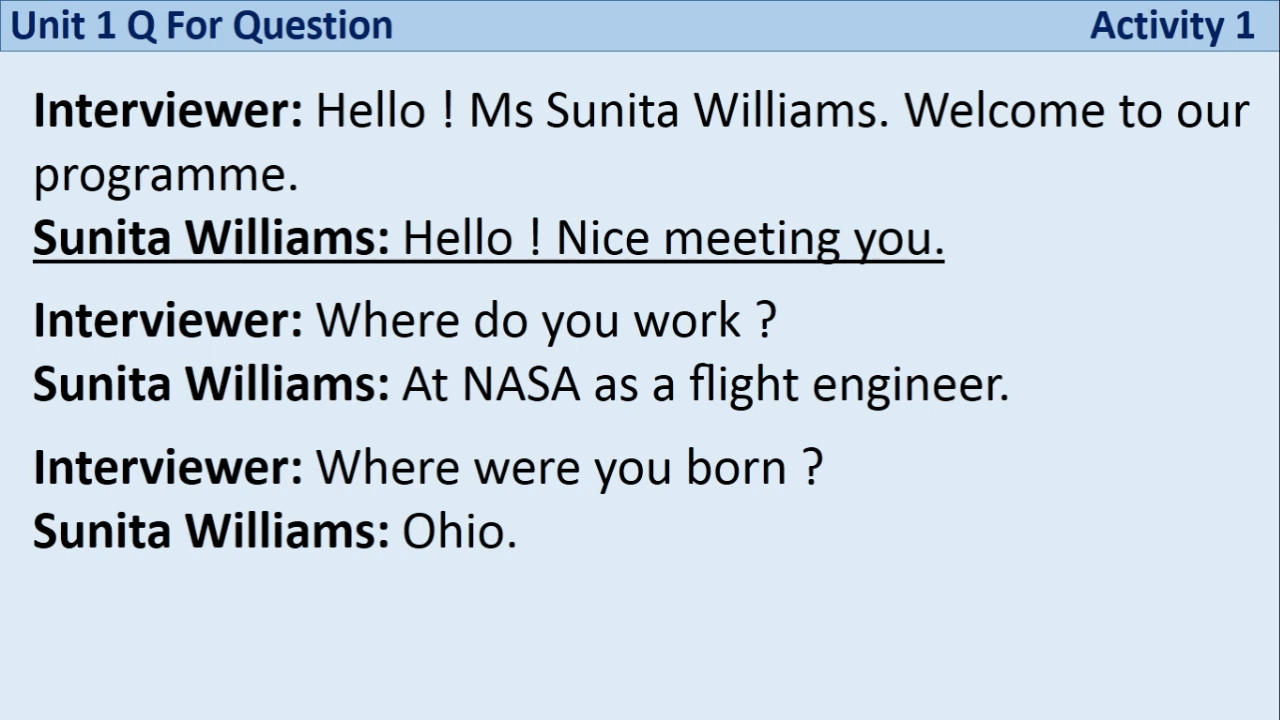 Unit 1 Q For Question
Activity 1
Interviewer: Hello ! Ms Sunita Williams. Welcome to our
programme.
Sunita Williams: Hello ! Nice meeting you.
Interviewer: Where do you work ?
Sunita Williams: At NASA as a flight engineer.
Interviewer: Where were you born ?
Sunita Williams: Ohio.